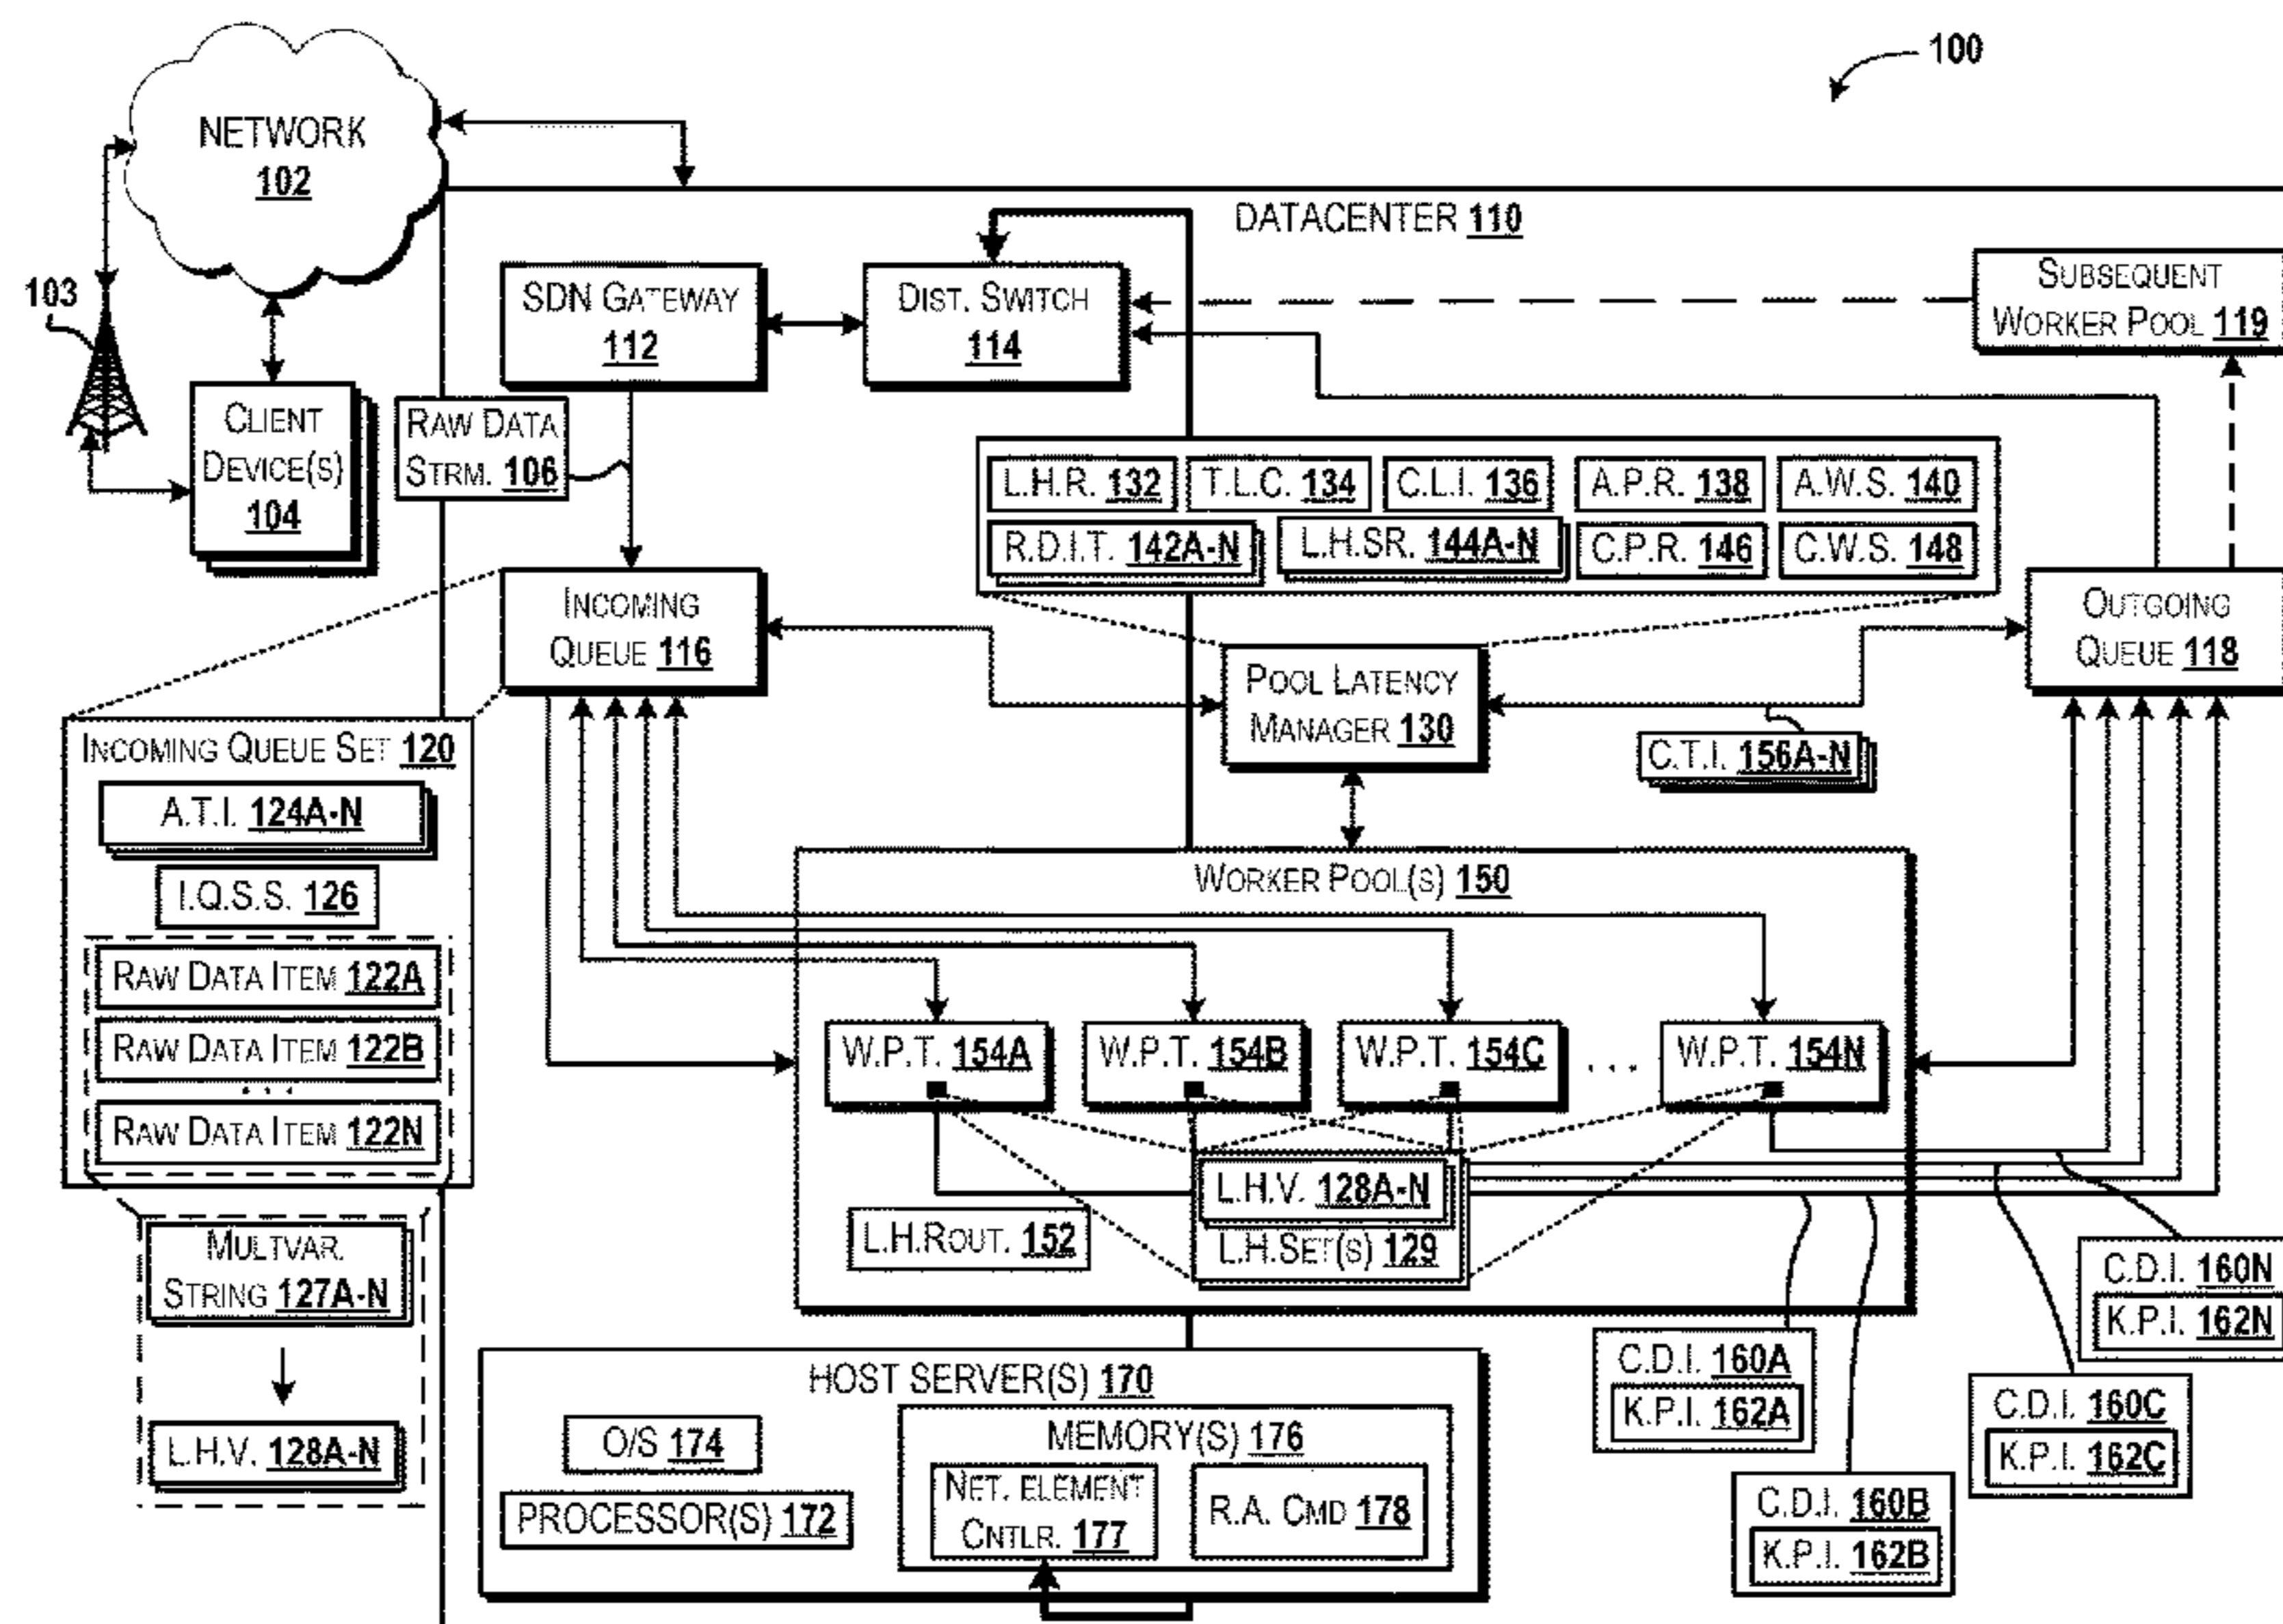 100
NETWORK
102
103
CLIENT
DEVICE(S)
104
DATACENTER 110
SDN GATEWAY
112
DIST. SWITCH
114
SUBSEQUENT
WORKER POOL 119
RAW DATA
STRM. 106
L.H.R. 132
T.L.C. 134
C.L.I. 136
A.P.R. 138
A.W.S. 140
R.D.I.T. 142A-N
L.H.SR. 144A-N
C.P.R. 146
C.W.S. 148
INCOMING
QUEUE 116
OUTGOING
QUEUE 118
POOL LATENCY
MANAGER 130
C.T.I. 156A-N
INCOMING QUEUE SET 120
A.T.I. 124A-N
I.Q.S.S. 126
RAW DATA ITEM 122A
RAW DATA ITEM 122B
. . .
RAW DATA ITEM 122N
MULTVAR.
STRING 127A-N
L.H.V. 128A-N
WORKER POOL(S) 150
W.P.T. 154A
W.P.T. 154B
W.P.T. 154C
. . .
W.P.T. 154N
L.H.V. 128A-N
L.H.SET(S) 129
L.H.ROUT. 152
C.D.I. 160N
K.P.I. 162N
C.D.I. 160A
K.P.I. 162A
C.D.I. 160C
K.P.I. 162C
C.D.I. 160B
K.P.I. 162B
HOST SERVER(S) 170
O/S 174
PROCESSOR(S) 172
MEMORY(S) 176
NET. ELEMENT
CNTLR. 177
R.A. CMD 178